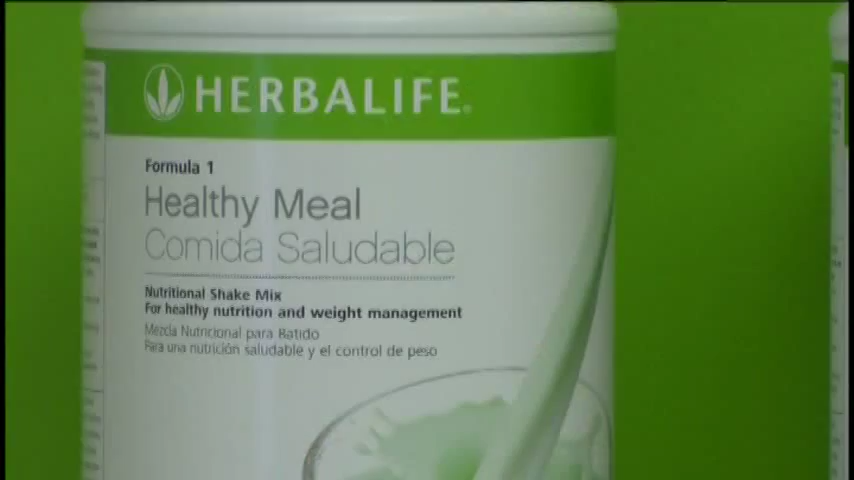 HERBALIFE®
Formula 1
Healthy Meal
Comida Saludable
Nutritional Shake Mix
For healthy nutrition and weight management
Mezcla Nutricional para Batido
Para una nutrición saludable y el control de peso